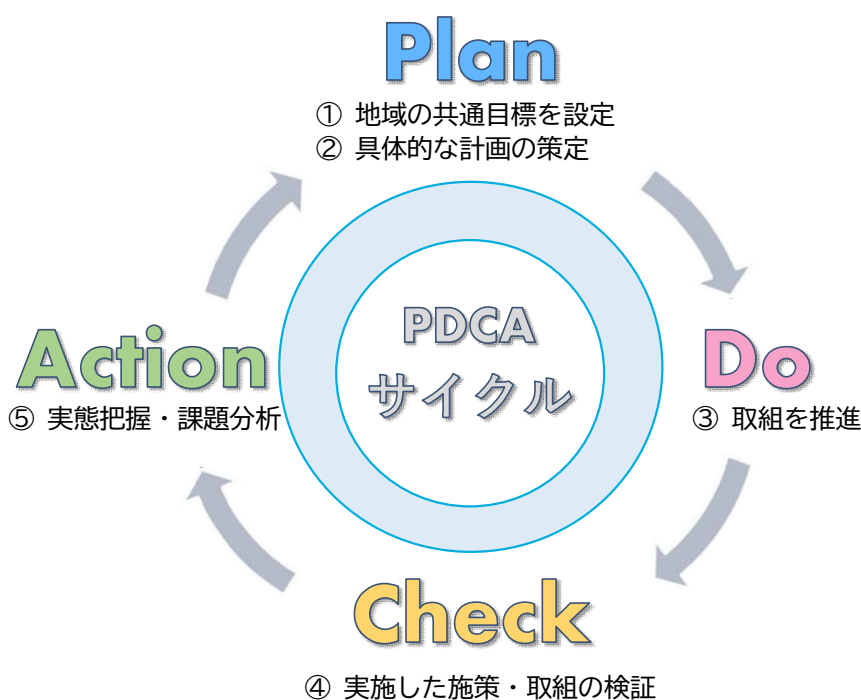 Plan
① 地域の共通目標を設定
② 具体的な計画の策定
PDCA
サイクル
Do
③ 取組を推進
Check
④ 実施した施策・取組の検証
Action
⑤ 実態把握・課題分析